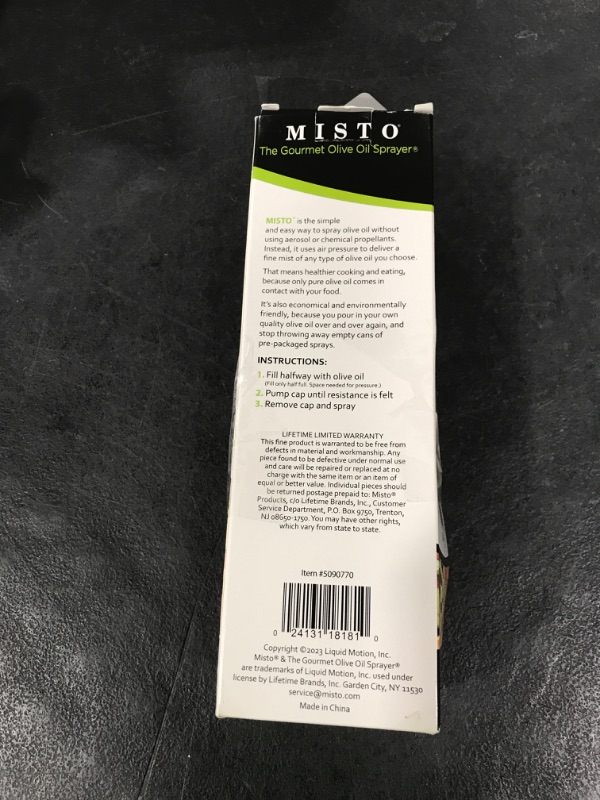 MISTO
The Gourmet Olive Oil Sprayer®
MISTO® is the simple
and easy way to spray olive oil without
using aerosol or chemical propellants.
Instead, it uses air pressure to deliver a
fine mist of any type of olive oil you choose.
That means healthier cooking and eating,
because only pure olive oil comes in
contact with your food.
It's also economical and environmentally
friendly, because you pour in your own
quality olive oil over and over again, and
stop throwing away empty cans of
pre-packaged sprays.
INSTRUCTIONS:
1. Fill halfway with olive oil
(Fill only half full. Space needed for pressure.)
2. Pump cap until resistance is felt
3. Remove cap and spray
LIFETIME LIMITED WARRANTY
This fine product is warranted to be free from
defects in material and workmanship. Any
piece found to be defective under normal use
and care will be repaired or replaced at no
charge with the same item or an item of
equal or better value. Individual pieces should
be returned postage prepaid to: Misto®
Products, c/o Lifetime Brands, Inc., Customer
Service Department, P.O. Box 9750, Trenton,
NJ 08650-1750. You may have other rights,
which vary from state to state.
Item #5090770
0 24131 18181 0
Copyright ©2023 Liquid Motion, Inc.
Misto® & The Gourmet Olive Oil Sprayer®
are trademarks of Liquid Motion, Inc. used under
license by Lifetime Brands, Inc. Garden City, NY 11530
service@misto.com
Made in China